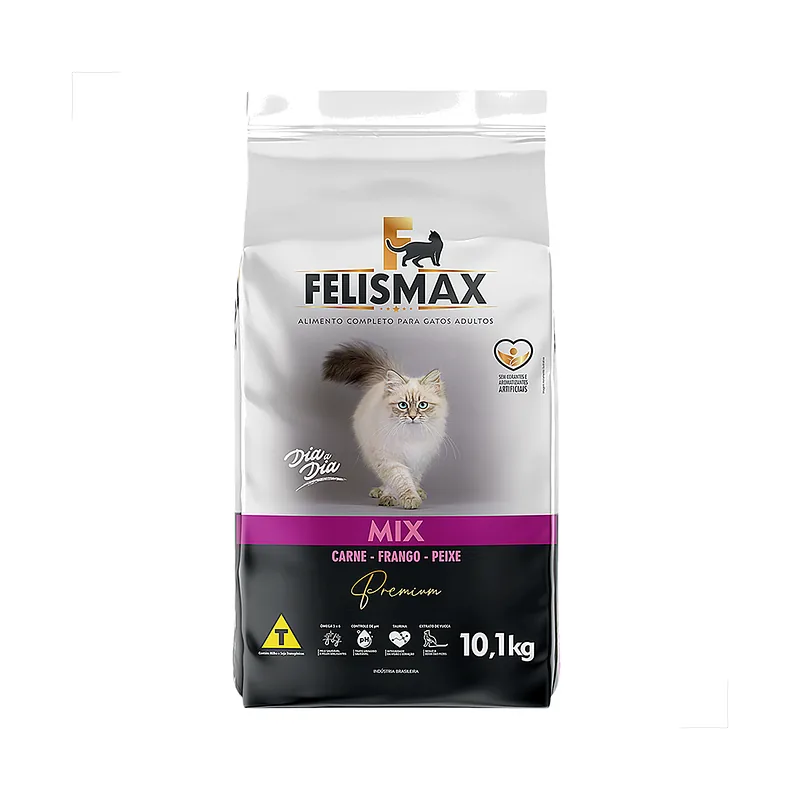 F
FELISMAX
ALIMENTO COMPLETO PARA GATOS ADULTOS
SEM CORANTES E
AROMATIZANTES
ARTIFICIAIS
Dia a
Dia
MIX
CARNE - FRANGO - PEIXE
Premium
T
ÔMEGA 3 e 6
CONTROLE DE pH
TAURINA
EXTRATO DE YUCCA
pH
10,1kg
INDÚSTRIA BRASILEIRA